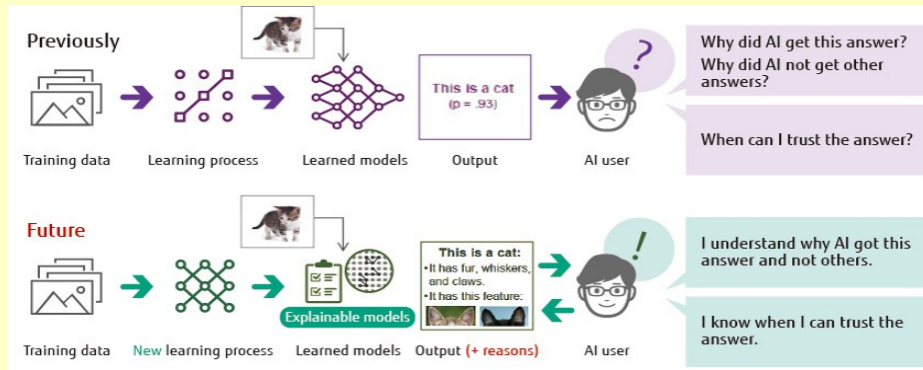 Previously
This is a cat
(p = .93)
?
Why did AI get this answer?
Why did AI not get other
answers?
When can I trust the answer?
Training data
Learning process
Learned models
Output
AI user
Future
This is a cat:
•It has fur, whiskers,
and claws.
•It has this feature:
Explainable models
!
I understand why AI got this
answer and not others.
I know when I can trust the
answer.
Training data
New learning process
Learned models
Output (+ reasons)
AI user